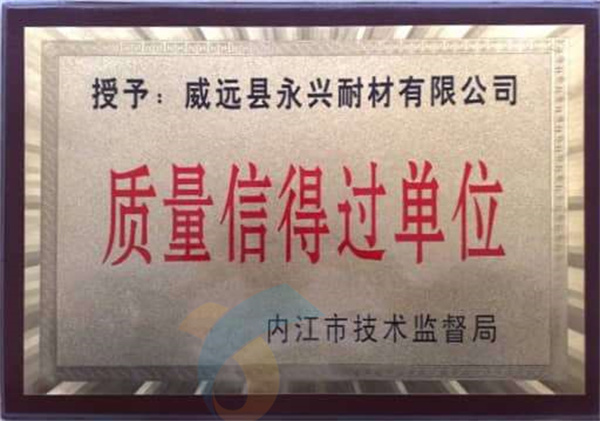 授予：威远县永兴耐材有限公司
质量信得过单位
内江市技术监督局